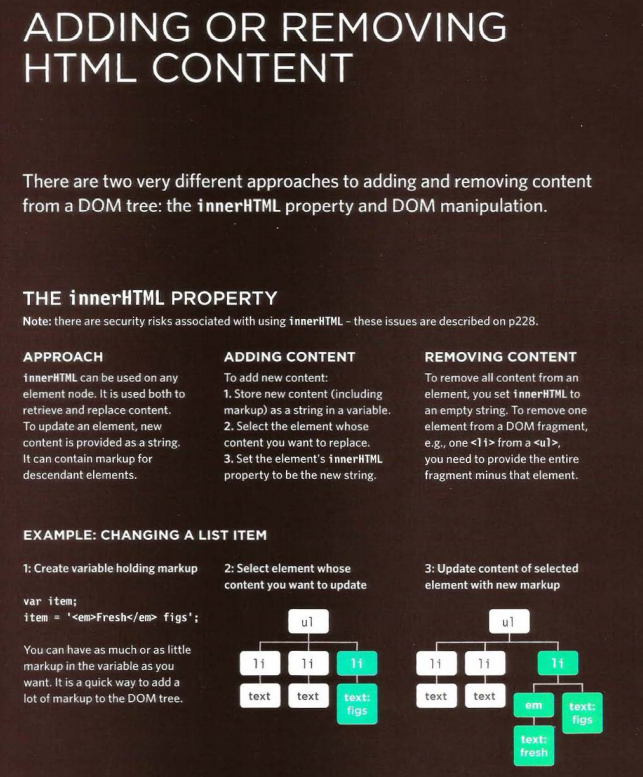 ADDING OR REMOVING
HTML CONTENT
There are two very different approaches to adding and removing content
from a DOM tree: the innerHTML property and DOM manipulation.
THE innerHTML PROPERTY
Note: there are security risks associated with using innerHTML – these issues are described on p228.
APPROACH
innerHTML can be used on any
element node. It is used both to
retrieve and replace content.
To update an element, new
content is provided as a string.
It can contain markup for
descendant elements.
ADDING CONTENT
To add new content:
1. Store new content (including
markup) as a string in a variable.
2. Select the element whose
content you want to replace.
3. Set the element's innerHTML
property to be the new string.
REMOVING CONTENT
To remove all content from an
element, you set innerHTML to
an empty string. To remove one
element from a DOM fragment,
e.g., one <li> from a <ul>,
you need to provide the entire
fragment minus that element.
EXAMPLE: CHANGING A LIST ITEM
1: Create variable holding markup
var item;
item = '<em>Fresh</em> figs';
You can have as much or as little
markup in the variable as you
want. It is a quick way to add a
lot of markup to the DOM tree.
2: Select element whose
content you want to update
ul
li li li
text text text:
figs
3: Update content of selected
element with new markup
ul
li li li
text text em text:
figs
text:
fresh